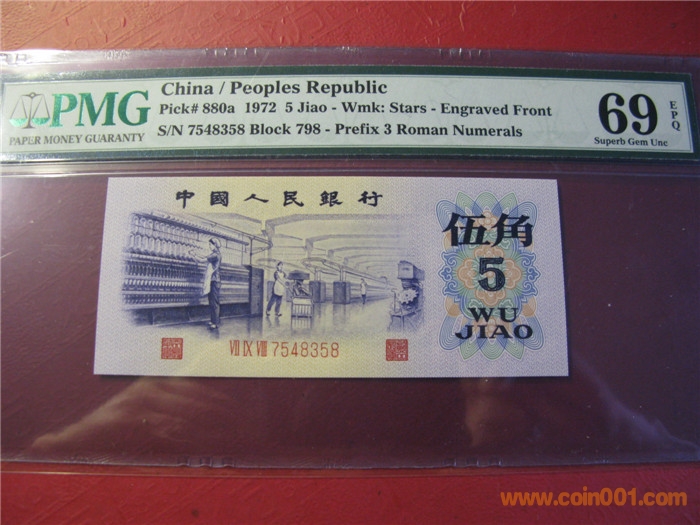 PMG
PAPER MONEY GUARANTY
China / Peoples Republic
Pick# 880a 1972 5 Jiao - Wmk: Stars - Engraved Front
S/N 7548358 Block 798 - Prefix 3 Roman Numerals
69 EPQ
Superb Gem Unc
中國人民銀行
伍角
5
WU
JIAO
VII IX VIII 7548358
www.coin001.com